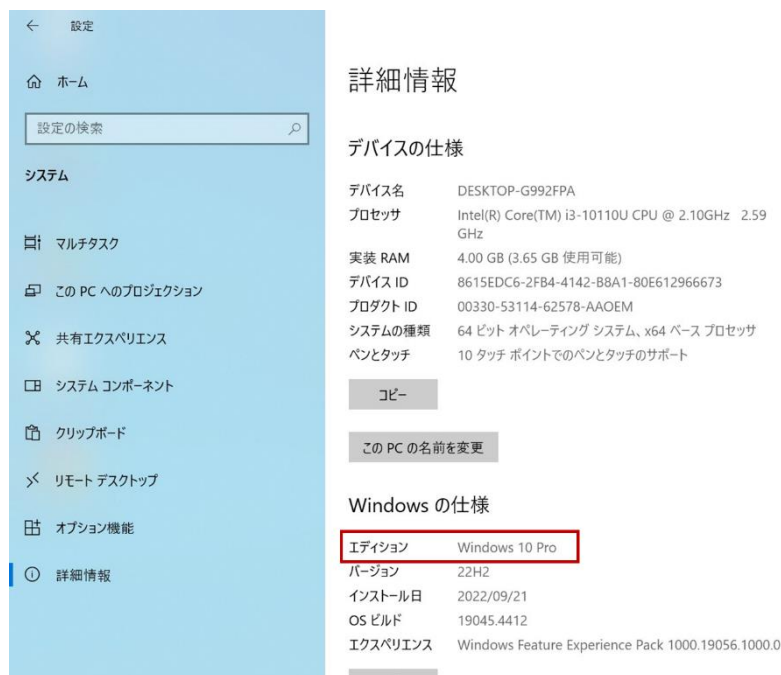 設定
ホーム
設定の検索
システム
マルチタスク
この PC へのプロジェクション
共有エクスペリエンス
システム コンポーネント
クリップボード
リモート デスクトップ
オプション機能
詳細情報
詳細情報
デバイスの仕様
デバイス名 DESKTOP-G992FPA
プロセッサ Intel(R) Core(TM) i3-10110U CPU @ 2.10GHz 2.59
GHz
実装 RAM 4.00 GB (3.65 GB 使用可能)
デバイス ID 8615EDC6-2FB4-4142-B8A1-80E612966673
プロダクト ID 00330-53114-62578-AAOEM
システムの種類 64 ビット オペレーティング システム、x64 ベース プロセッサ
ペンとタッチ 10 タッチ ポイントでのペンとタッチのサポート
コピー
この PC の名前を変更
Windows の仕様
エディション Windows 10 Pro
バージョン 22H2
インストール日 2022/09/21
OS ビルド 19045.4412
エクスペリエンス Windows Feature Experience Pack 1000.19056.1000.0